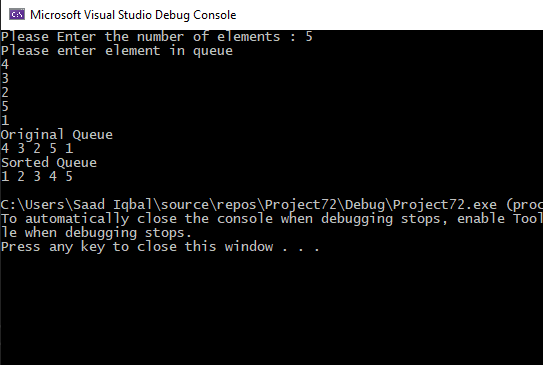 Microsoft Visual Studio Debug Console
Please Enter the number of elements : 5
Please enter element in queue
4
3
2
5
1
Original Queue
4 3 2 5 1
Sorted Queue
1 2 3 4 5
C:\Users\Saad Iqbal\source\repos\Project72\Debug\Project72.exe (proc
To automatically close the console when debugging stops, enable Tool
le when debugging stops.
Press any key to close this window . . .